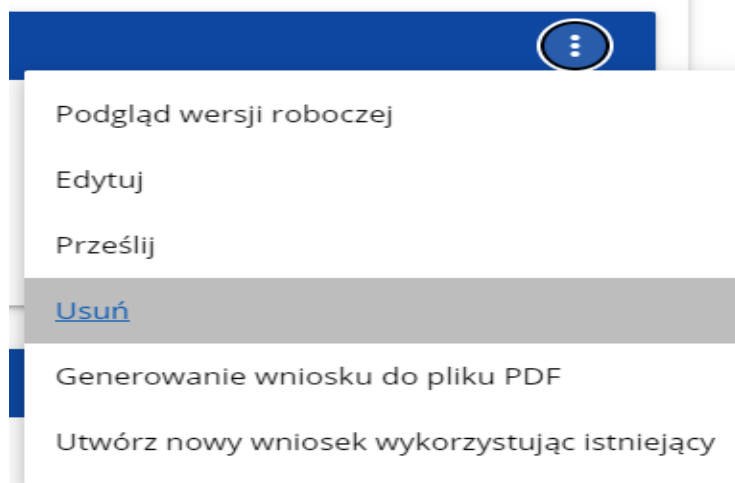 Podgląd wersji roboczej
Edytuj
Prześlij
Usuń
Generowanie wniosku do pliku PDF
Utwórz nowy wniosek wykorzystując istniejący